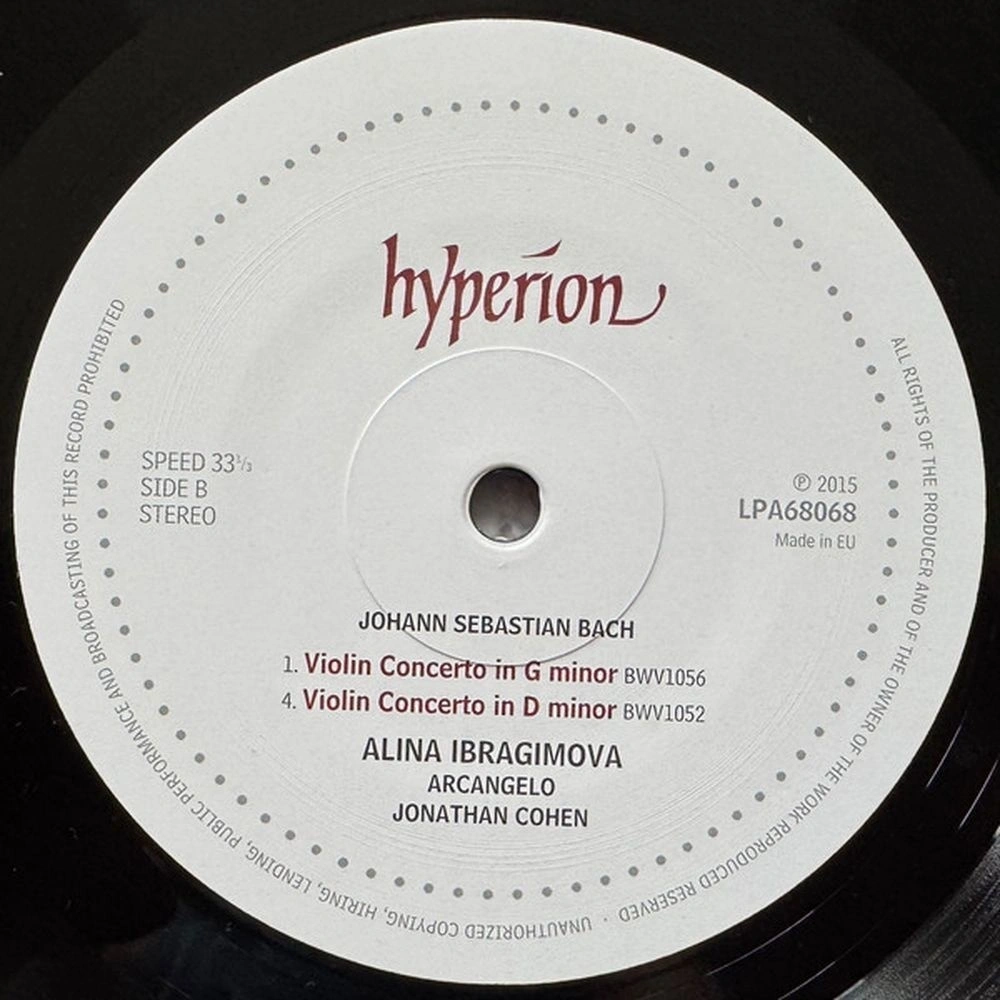 hyperion
SPEED 33⅓
SIDE B
STEREO
℗ 2015
LPA68068
Made in EU
JOHANN SEBASTIAN BACH
1. Violin Concerto in G minor BWV1056
4. Violin Concerto in D minor BWV1052
ALINA IBRAGIMOVA
ARCANGELO
JONATHAN COHEN
ALL RIGHTS OF THE PRODUCER AND OF THE OWNER OF THE WORK REPRODUCED RESERVED · UNAUTHORIZED COPYING, HIRING, LENDING, PUBLIC PERFORMANCE AND BROADCASTING OF THIS RECORD PROHIBITED